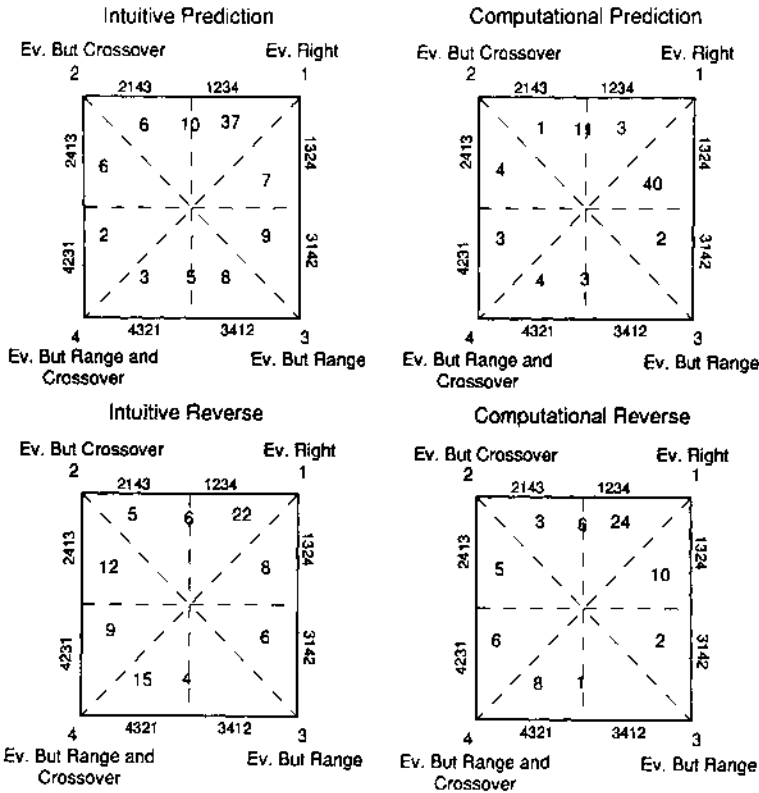 Intuitive Prediction
Ev. But Crossover Ev. Right
2 1
2143 1234
6 10 37
2413 1324
6 7
2 9
4231 3142
3 5 8
4321 3412
4 3
Ev. But Range and Ev. But Range
Crossover
Computational Prediction
Ev. But Crossover Ev. Right
2 1
2143 1234
1 11 3
2413 1324
4 40
3 2
4231 3142
4 3
4321 3412
4 3
Ev. But Range and Ev. But Range
Crossover
Intuitive Reverse
Ev. But Crossover Ev. Right
2 1
2143 1234
5 6 22
2413 1324
12 8
9 6
4231 3142
15 4
4321 3412
4 3
Ev. But Range and Ev. But Range
Crossover
Computational Reverse
Ev. But Crossover Ev. Right
2 1
2143 1234
3 6 24
2413 1324
5 10
6 2
4231 3142
8 1
4321 3412
4 3
Ev. But Range and Ev. But Range
Crossover